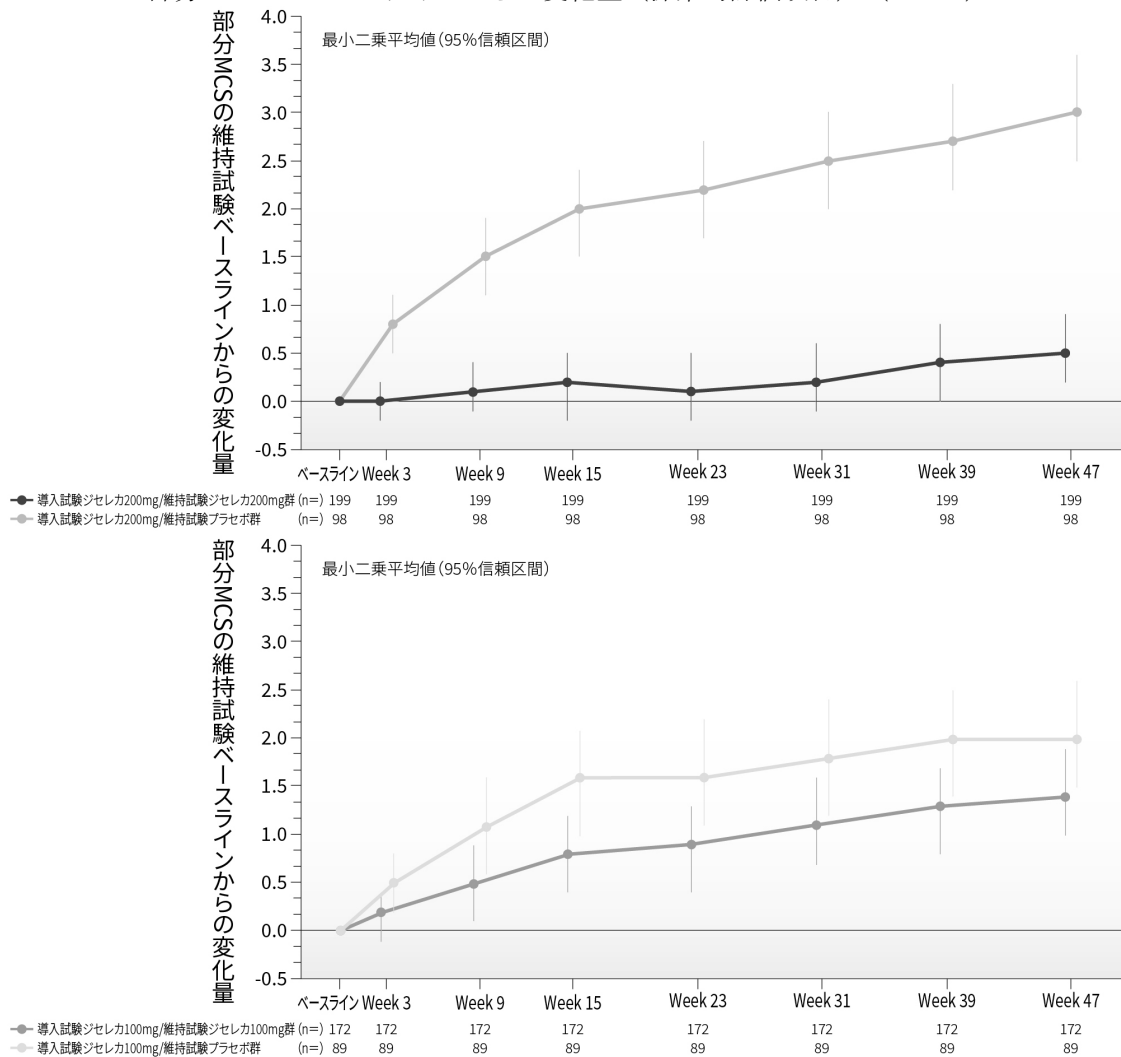 部分MCSの維持試験ベースラインからの変化量
最小二乗平均値(95%信頼区間)
4.0
3.5
3.0
2.5
2.0
1.5
1.0
0.5
0.0
-0.5
ベースライン Week 3 Week 9 Week 15 Week 23 Week 31 Week 39 Week 47
導入試験ジセレカ200mg/維持試験ジセレカ200mg群 (n=) 199 199 199 199 199 199 199 199
導入試験ジセレカ200mg/維持試験プラセボ群 (n=) 98 98 98 98 98 98 98 98
部分MCSの維持試験ベースラインからの変化量
最小二乗平均値(95%信頼区間)
4.0
3.5
3.0
2.5
2.0
1.5
1.0
0.5
0.0
-0.5
ベースライン Week 3 Week 9 Week 15 Week 23 Week 31 Week 39 Week 47
導入試験ジセレカ100mg/維持試験ジセレカ100mg群 (n=) 172 172 172 172 172 172 172 172
導入試験ジセレカ100mg/維持試験プラセボ群 (n=) 89 89 89 89 89 89 89 89